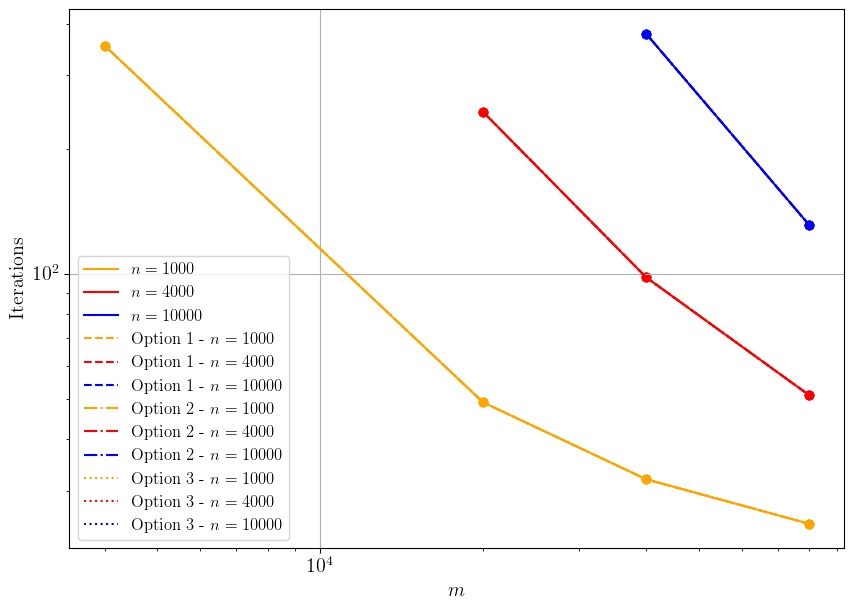 Iterations
10^2
n = 1000
n = 4000
n = 10000
Option 1 - n = 1000
Option 1 - n = 4000
Option 1 - n = 10000
Option 2 - n = 1000
Option 2 - n = 4000
Option 2 - n = 10000
Option 3 - n = 1000
Option 3 - n = 4000
Option 3 - n = 10000
10^4
m